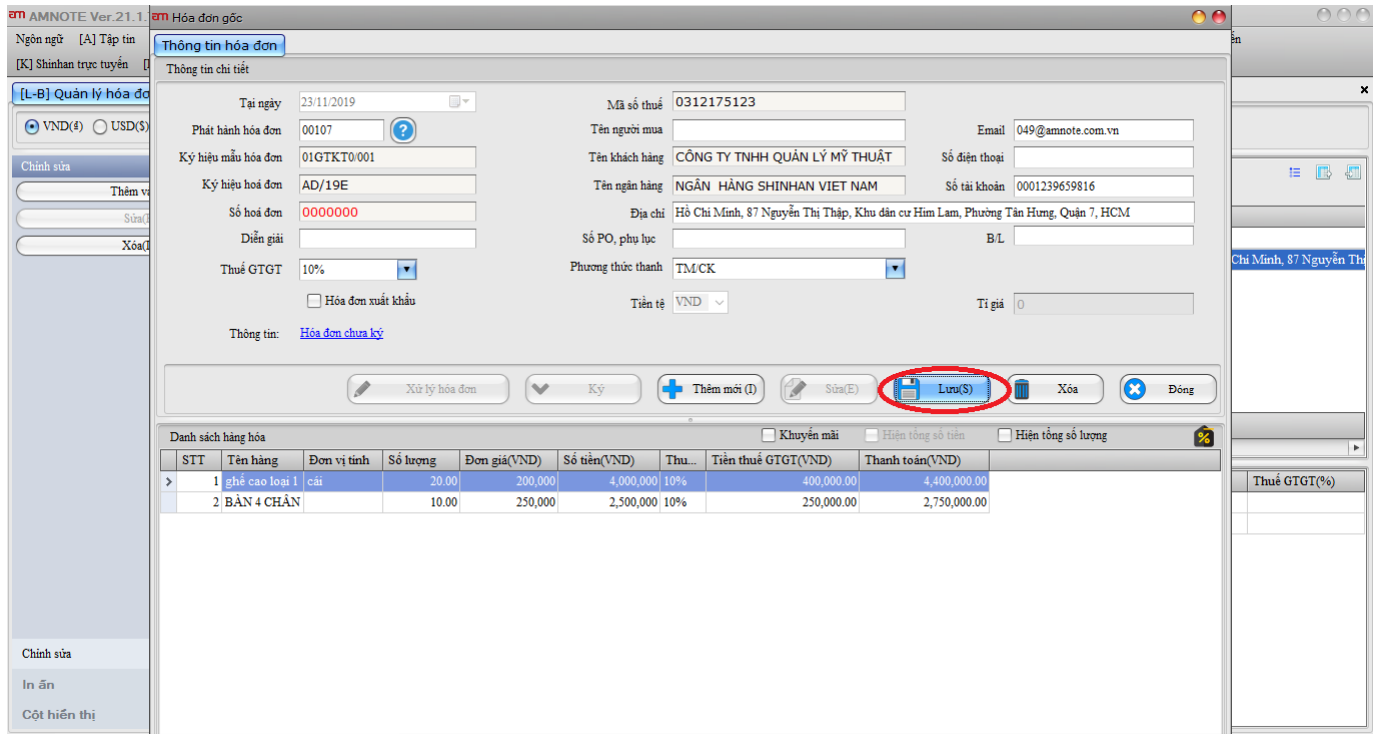 am AMNOTE Ver.21.1. am Hóa đơn gốc
Ngôn ngữ [A] Tập tin
Thông tin hóa đơn
[K] Shinhan trực tuyến
Thông tin chi tiết
[L-B] Quản lý hóa đơ
VND(đ) USD($)
Tại ngày 23/11/2019 Mã số thuế 0312175123
Phát hành hóa đơn 00107 ? Tên người mua Email 049@amnote.com.vn
Ký hiệu mẫu hóa đơn 01GTKT0/001 Tên khách hàng CÔNG TY TNHH QUẢN LÝ MỸ THUẬT Số điện thoại
Chỉnh sửa
Thêm
Ký hiệu hoá đơn AD/19E Tên ngân hàng NGÂN HÀNG SHINHAN VIET NAM Số tài khoản 0001239659816
Sửa(
Số hoá đơn 0000000 Địa chỉ Hồ Chí Minh, 87 Nguyễn Thị Thập, Khu dân cư Him Lam, Phường Tân Hưng, Quận 7, HCM
Xóa(
Diễn giải Số PO, phụ lục B/L
Chi Minh, 87 Nguyễn
Thuế GTGT 10% Phương thức thanh TM/CK
Hóa đơn xuất khẩu Tiền tệ VND Tỉ giá 0
Thông tin: Hóa đơn chưa ký
Xử lý hóa đơn Ký Thêm mới (I) Sửa(E) Lưu(S) Xóa Đóng
Danh sách hàng hóa Khuyến mãi Hiện tổng số tiền Hiện tổng số lượng %
STT Tên hàng Đơn vị tính Số lượng Đơn giá(VND) Số tiền(VND) Thu... Tiền thuế GTGT(VND) Thanh toán(VND)
1 ghế cao loại 1 cái 20.00 200,000 4,000,000 10% 400,000.00 4,400,000.00
2 BÀN 4 CHÂN 10.00 250,000 2,500,000 10% 250,000.00 2,750,000.00
Thuế GTGT(%)
Chỉnh sửa
In ấn
Cột hiển thị